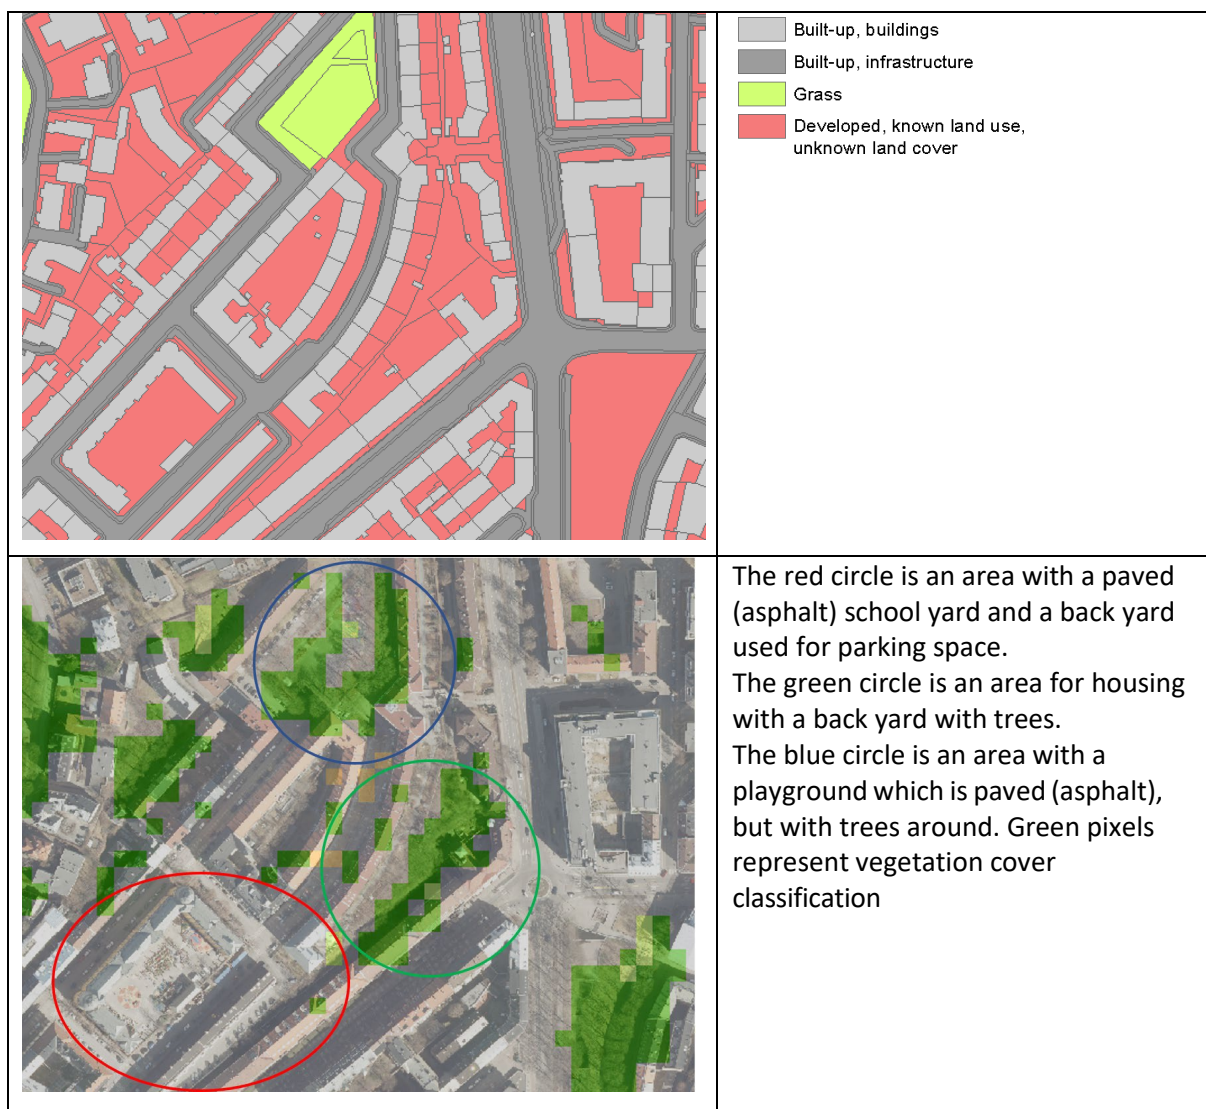 Built-up, buildings
Built-up, infrastructure
Grass
Developed, known land use,
unknown land cover
The red circle is an area with a paved
(asphalt) school yard and a back yard
used for parking space.
The green circle is an area for housing
with a back yard with trees.
The blue circle is an area with a
playground which is paved (asphalt),
but with trees around. Green pixels
represent vegetation cover
classification